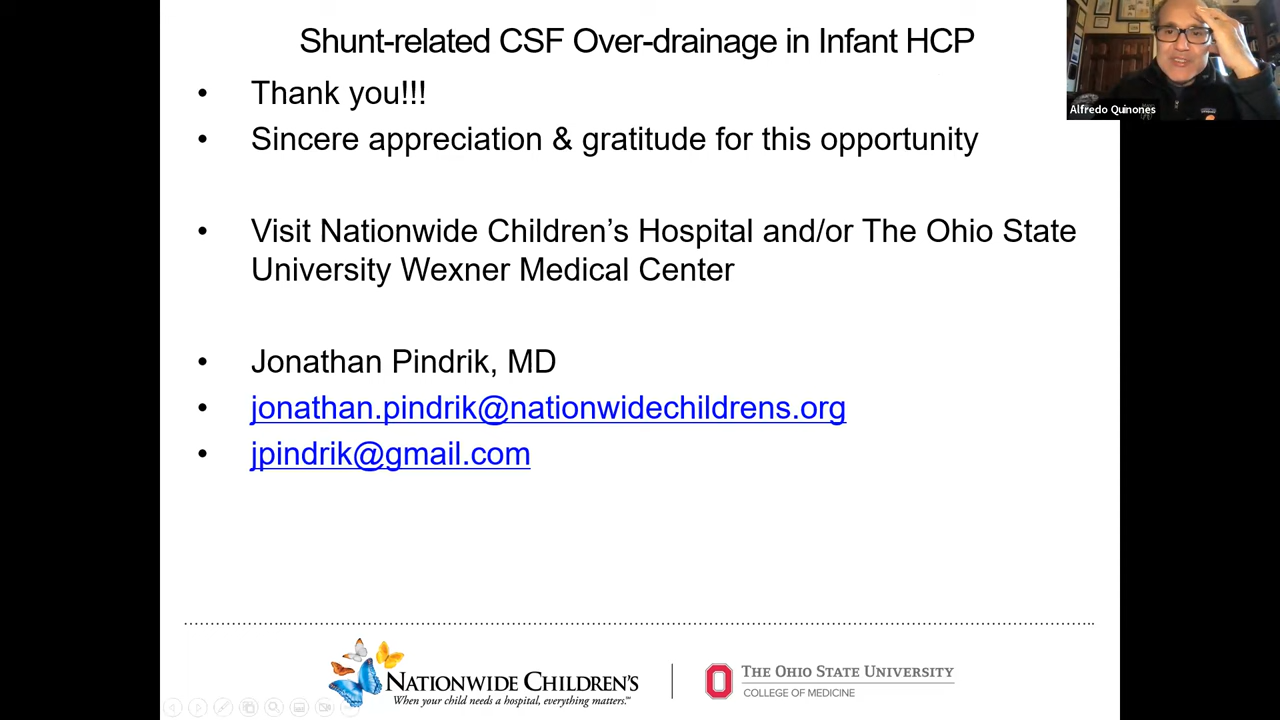 Shunt-related CSF Over-drainage in Infant HCP
• Thank you!!!
• Sincere appreciation & gratitude for this opportunity
• Visit Nationwide Children's Hospital and/or The Ohio State
University Wexner Medical Center
• Jonathan Pindrik, MD
• jonathan.pindrik@nationwidechildrens.org
• jpindrik@gmail.com
Alfredo Quinones
NATIONWIDE CHILDREN'S
When your child needs a hospital, everything matters.™
THE OHIO STATE UNIVERSITY
COLLEGE OF MEDICINE